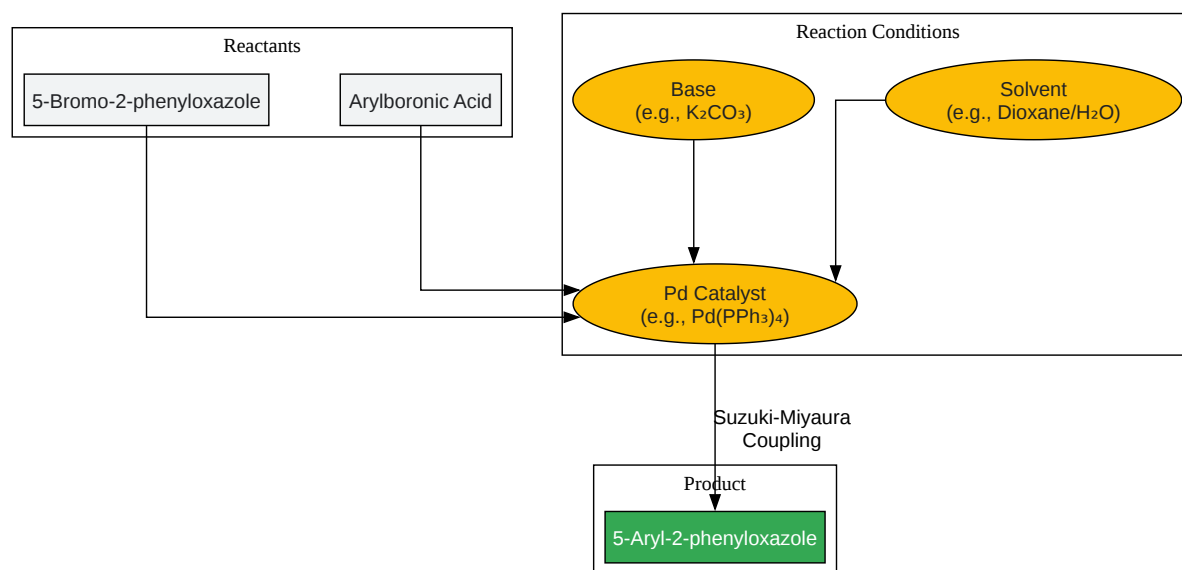 Reactants
5-Bromo-2-phenyloxazole
Arylboronic Acid
Reaction Conditions
Base
(e.g., K₂CO₃)
Solvent
(e.g., Dioxane/H₂O)
Pd Catalyst
(e.g., Pd(PPh₃)₄)
Suzuki-Miyaura
Coupling
Product
5-Aryl-2-phenyloxazole